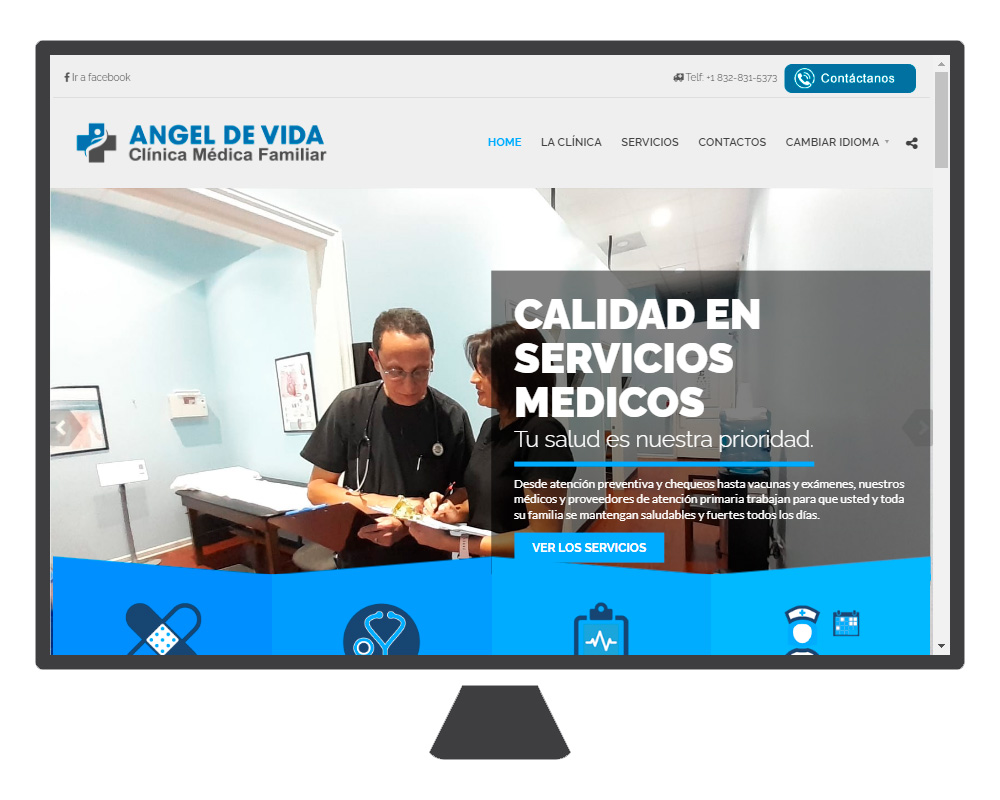 Ir a facebook
Telf: +1 832-831-5373
Contáctanos
ANGEL DE VIDA
Clínica Médica Familiar
HOME
LA CLÍNICA
SERVICIOS
CONTACTOS
CAMBIAR IDIOMA
CALIDAD EN
SERVICIOS
MEDICOS
Tu salud es nuestra prioridad.
Desde atención preventiva y chequeos hasta vacunas y exámenes, nuestros
médicos y proveedores de atención primaria trabajan para que usted y toda
su familia se mantengan saludables y fuertes todos los días.
VER LOS SERVICIOS